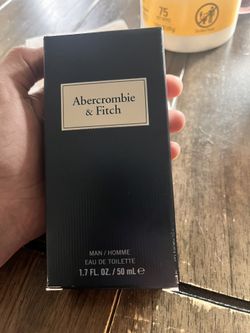 Abercrombie
& Fitch
MAN / HOMME
EAU DE TOILETTE
1.7 FL. OZ. / 50 mL ℮
75